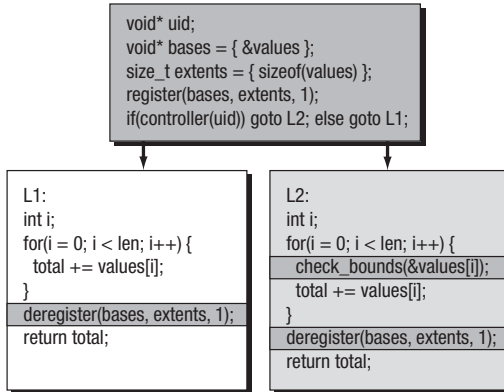 void* uid;
void* bases = { &values };
size_t extents = { sizeof(values) };
register(bases, extents, 1);
if(controller(uid)) goto L2; else goto L1;
L1:
int i;
for(i = 0; i < len; i++) {
total += values[i];
}
deregister(bases, extents, 1);
return total;
L2:
int i;
for(i = 0; i < len; i++) {
check_bounds(&values[i]);
total += values[i];
}
deregister(bases, extents, 1);
return total;